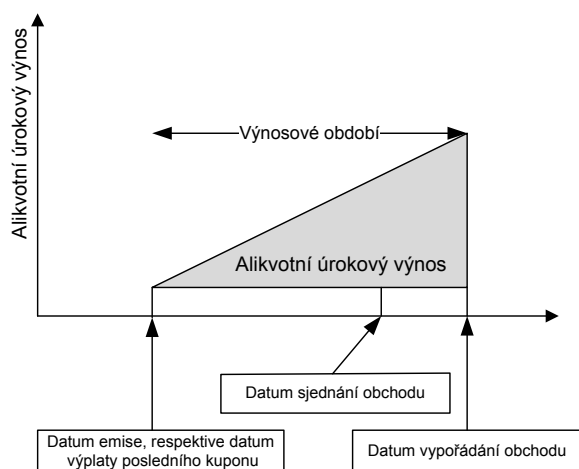 Alikvotní úrokový výnos
Výnosové období
Alikvotní úrokový výnos
Datum sjednání obchodu
Datum emise, respektive datum
výplaty posledního kuponu
Datum vypořádání obchodu